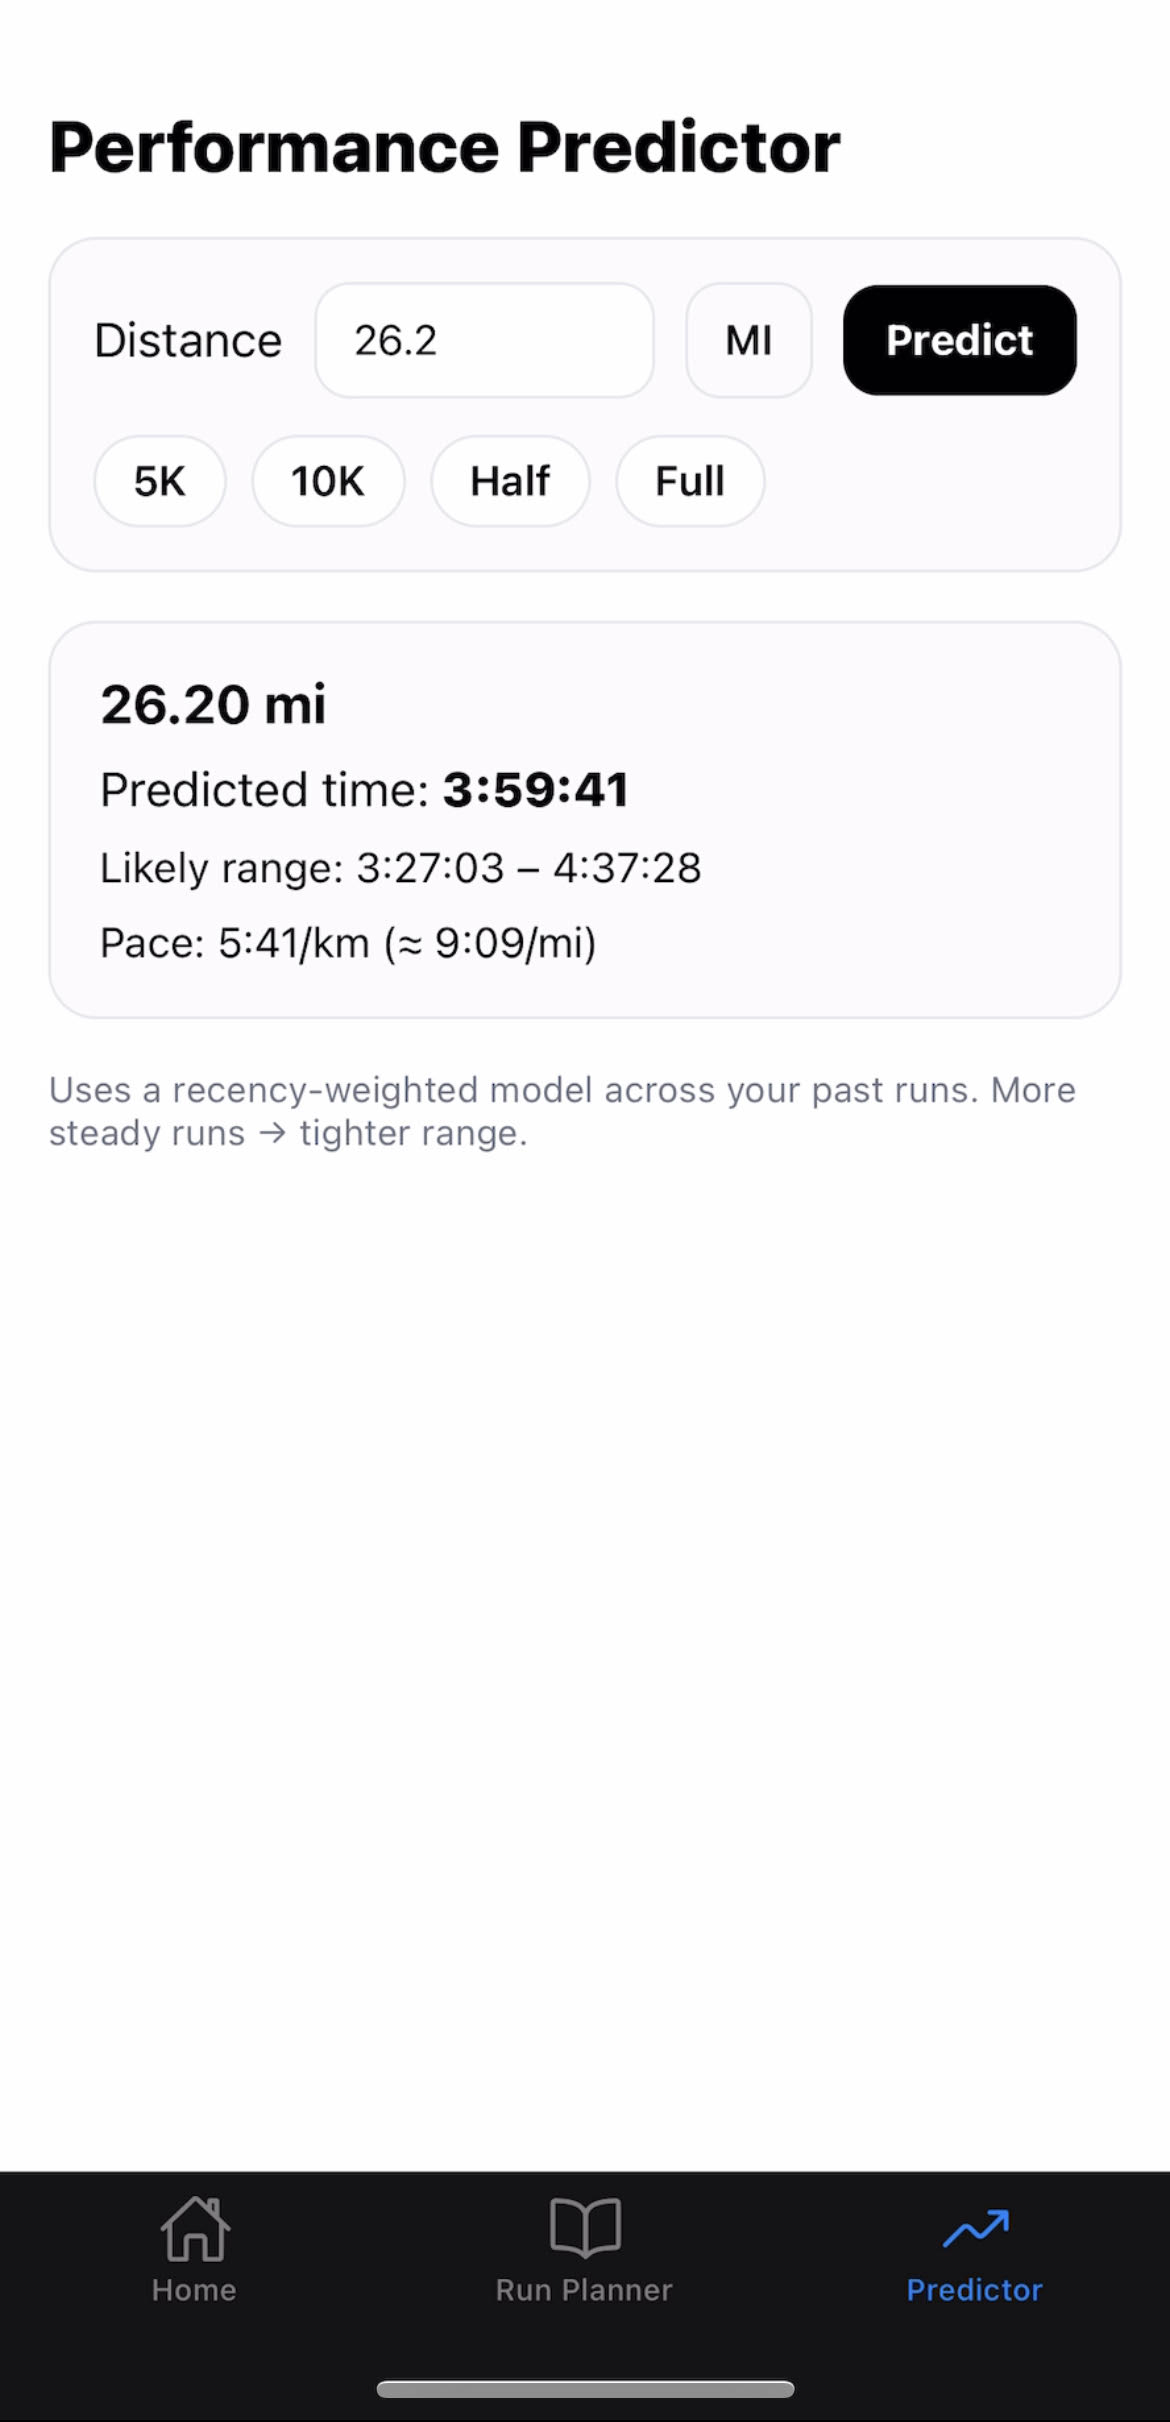 Performance Predictor
Distance 26.2 MI Predict
5K 10K Half Full
26.20 mi
Predicted time: 3:59:41
Likely range: 3:27:03 – 4:37:28
Pace: 5:41/km (≈ 9:09/mi)
Uses a recency-weighted model across your past runs. More
steady runs → tighter range.
Home Run Planner Predictor